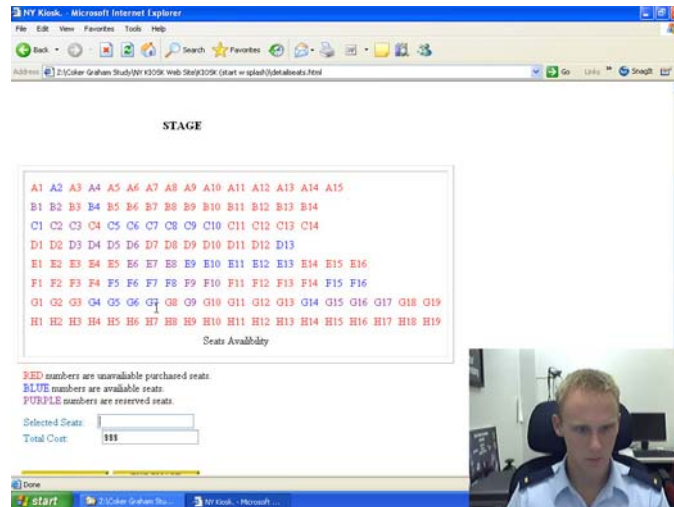 NY Kiosk. - Microsoft Internet Explorer
File Edit View Favorites Tools Help
Back Search Favorites
Address Z:\Coker Graham Study\NY KIOSK Web Site\KIOSK (start w splash)\detailseats.html Go Links SnagIt
STAGE
A1 A2 A3 A4 A5 A6 A7 A8 A9 A10 A11 A12 A13 A14 A15
B1 B2 B3 B4 B5 B6 B7 B8 B9 B10 B11 B12 B13 B14
C1 C2 C3 C4 C5 C6 C7 C8 C9 C10 C11 C12 C13 C14
D1 D2 D3 D4 D5 D6 D7 D8 D9 D10 D11 D12 D13
E1 E2 E3 E4 E5 E6 E7 E8 E9 E10 E11 E12 E13 E14 E15 E16
F1 F2 F3 F4 F5 F6 F7 F8 F9 F10 F11 F12 F13 F14 F15 F16
G1 G2 G3 G4 G5 G6 G7 G8 G9 G10 G11 G12 G13 G14 G15 G16 G17 G18 G19
H1 H2 H3 H4 H5 H6 H7 H8 H9 H10 H11 H12 H13 H14 H15 H16 H17 H18 H19
Seats Availibility
RED numbers are unavailable purchased seats.
BLUE numbers are available seats.
PURPLE numbers are reserved seats.
Selected Seats:
Total Cost: $$$
Done
start Z:\Coker Graham Stu... NY Kiosk. - Microsoft ...